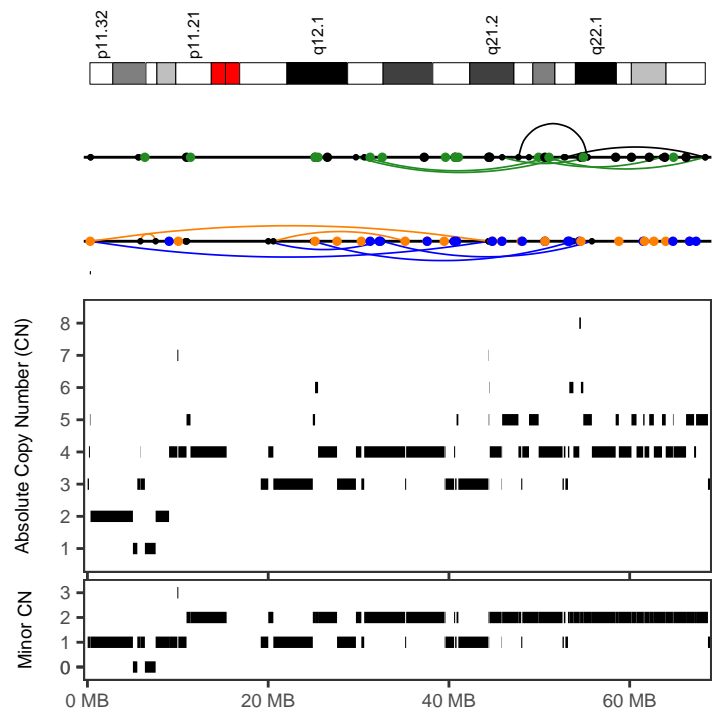 p11.32
p11.21
q12.1
q21.2
q22.1
Absolute Copy Number (CN)
8
7
6
5
4
3
2
1
Minor CN
3
2
1
0
0 MB
20 MB
40 MB
60 MB